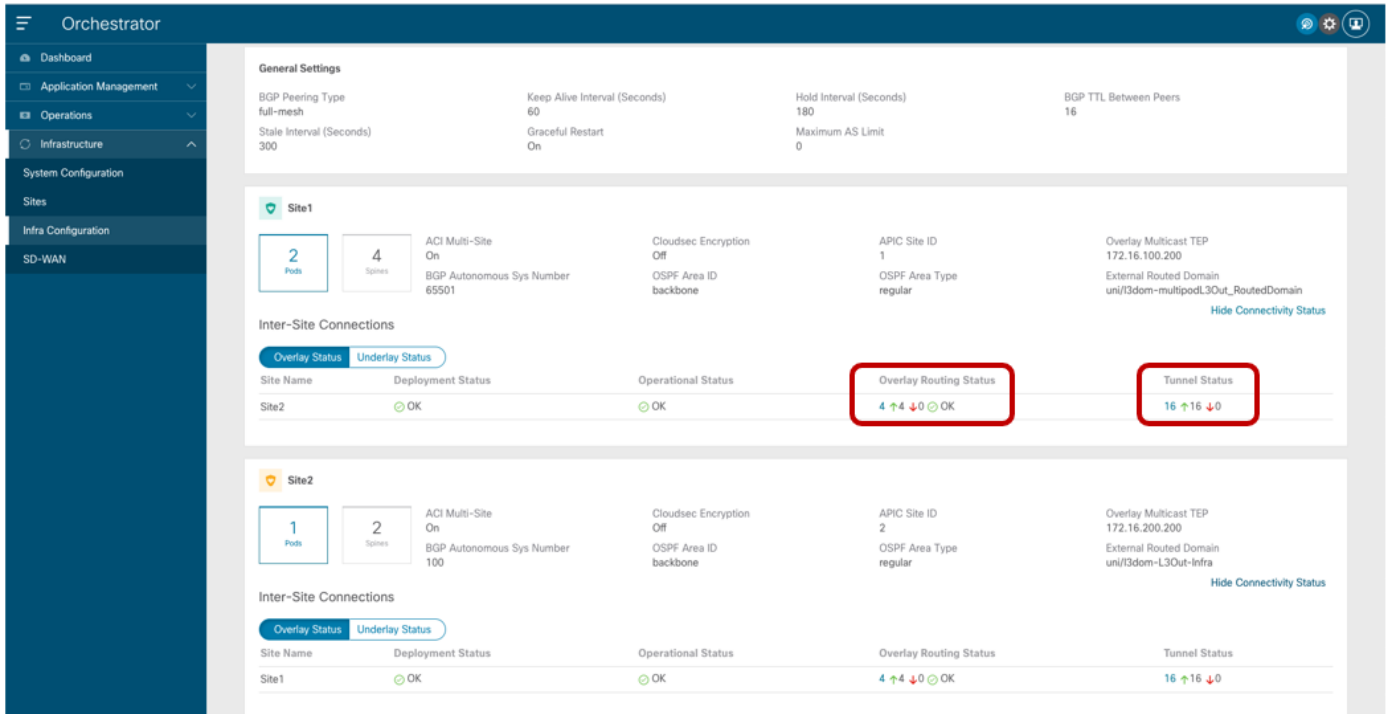 Orchestrator
Dashboard
Application Management
Operations
Infrastructure
System Configuration
Sites
Infra Configuration
SD-WAN
General Settings
BGP Peering Type Keep Alive Interval (Seconds) Hold Interval (Seconds) BGP TTL Between Peers
full-mesh 60 180 16
Stale Interval (Seconds) Graceful Restart Maximum AS Limit
300 On 0
Site1
2 Pods
4 Spines
ACI Multi-Site Cloudsec Encryption APIC Site ID Overlay Multicast TEP
On Off 1 172.16.100.200
BGP Autonomous Sys Number OSPF Area ID OSPF Area Type External Routed Domain
65501 backbone regular uni/l3dom-multipodL3Out_RoutedDomain
Hide Connectivity Status
Inter-Site Connections
Overlay Status Underlay Status
Site Name Deployment Status Operational Status Overlay Routing Status Tunnel Status
Site2 OK OK 4 ↑4 ↓0 OK 16 ↑16 ↓0
Site2
1 Pods
2 Spines
ACI Multi-Site Cloudsec Encryption APIC Site ID Overlay Multicast TEP
On Off 2 172.16.200.200
BGP Autonomous Sys Number OSPF Area ID OSPF Area Type External Routed Domain
100 backbone regular uni/l3dom-L3Out-Infra
Hide Connectivity Status
Inter-Site Connections
Overlay Status Underlay Status
Site Name Deployment Status Operational Status Overlay Routing Status Tunnel Status
Site1 OK OK 4 ↑4 ↓0 OK 16 ↑16 ↓0